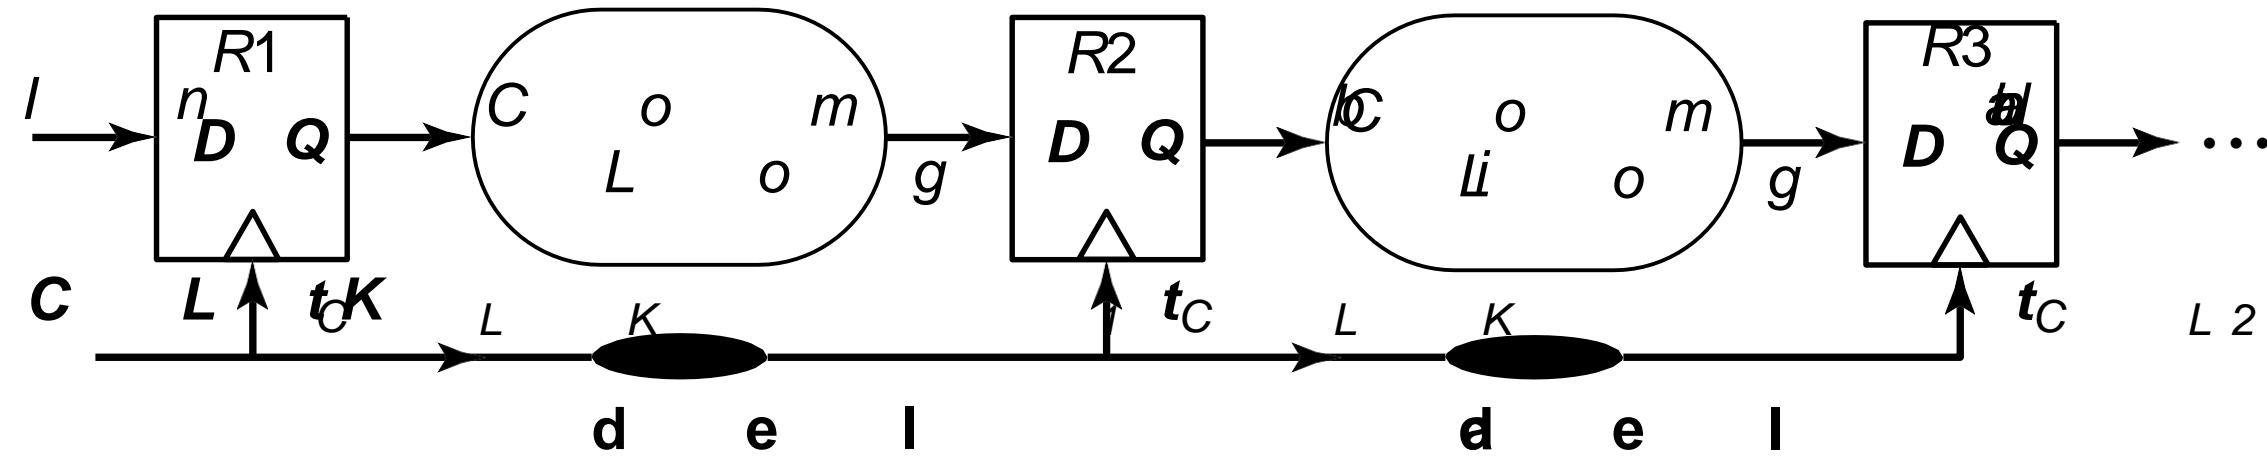 R1 R2 R3
I n C o m b C o m
D Q D Q D Q
L o g L i o g
C L t C K L K t C L K t C L 2
d e l d e l